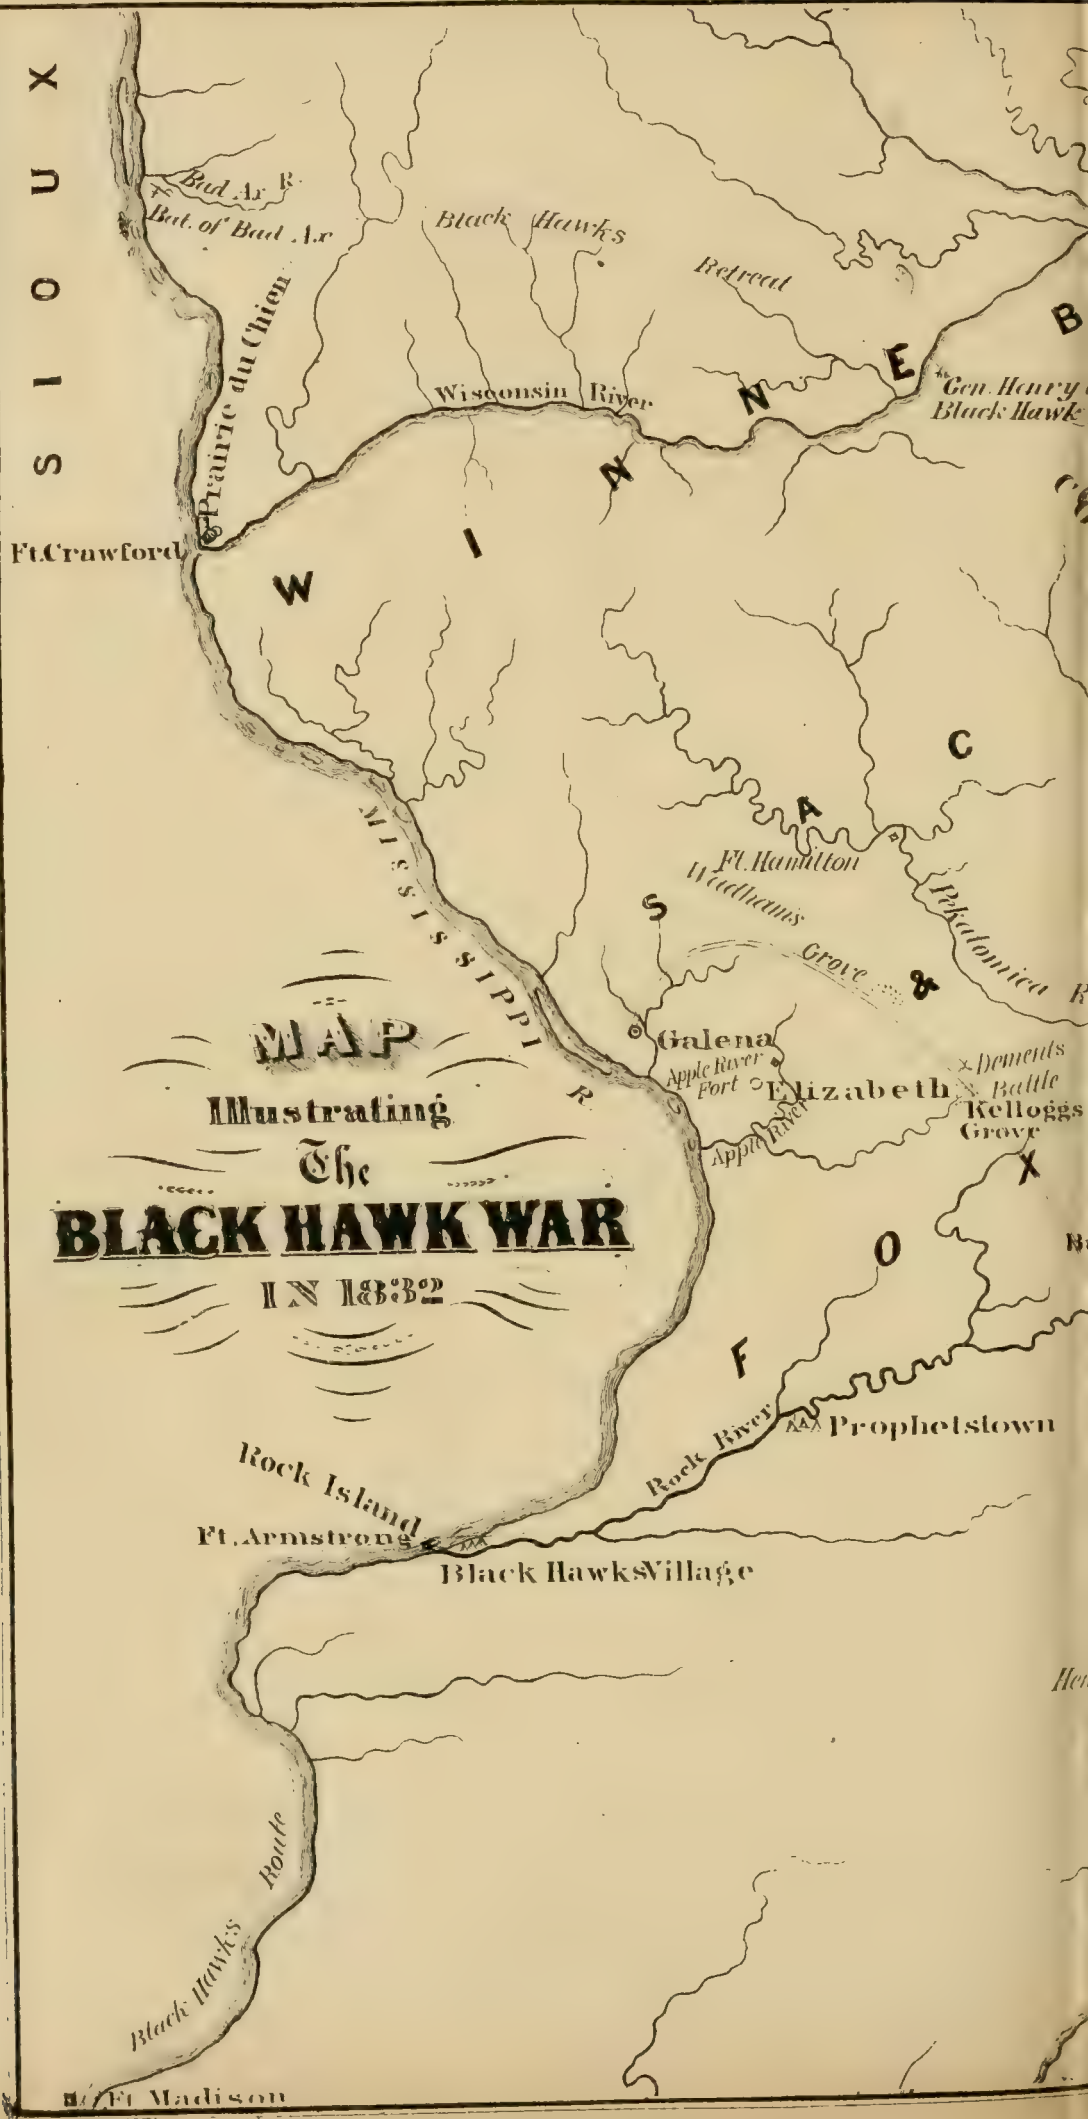 SIOUX
Bad Ax R.
Bat. of Bad Ax
Black Hawks
Retreat
Prairie du Chien
Wisconsin River
B
Gen. Henry
Black Hawk
Ft. Crawford
WINNE
C
A
S
&
MISSISSIPPI R
Ft. Hamilton
Wadhams
Grove
Pekatonica R
MAP
Illustrating
The
BLACK HAWK WAR
IN 1832
Galena
Apple River
Fort
Elizabeth
Apple River
Dements
Battle
Kelloggs
Grove
FOX
Rock River
Prophetstown
Rock Island
Ft. Armstrong
Black Hawks Village
Black Hawks Route
Ft Madison